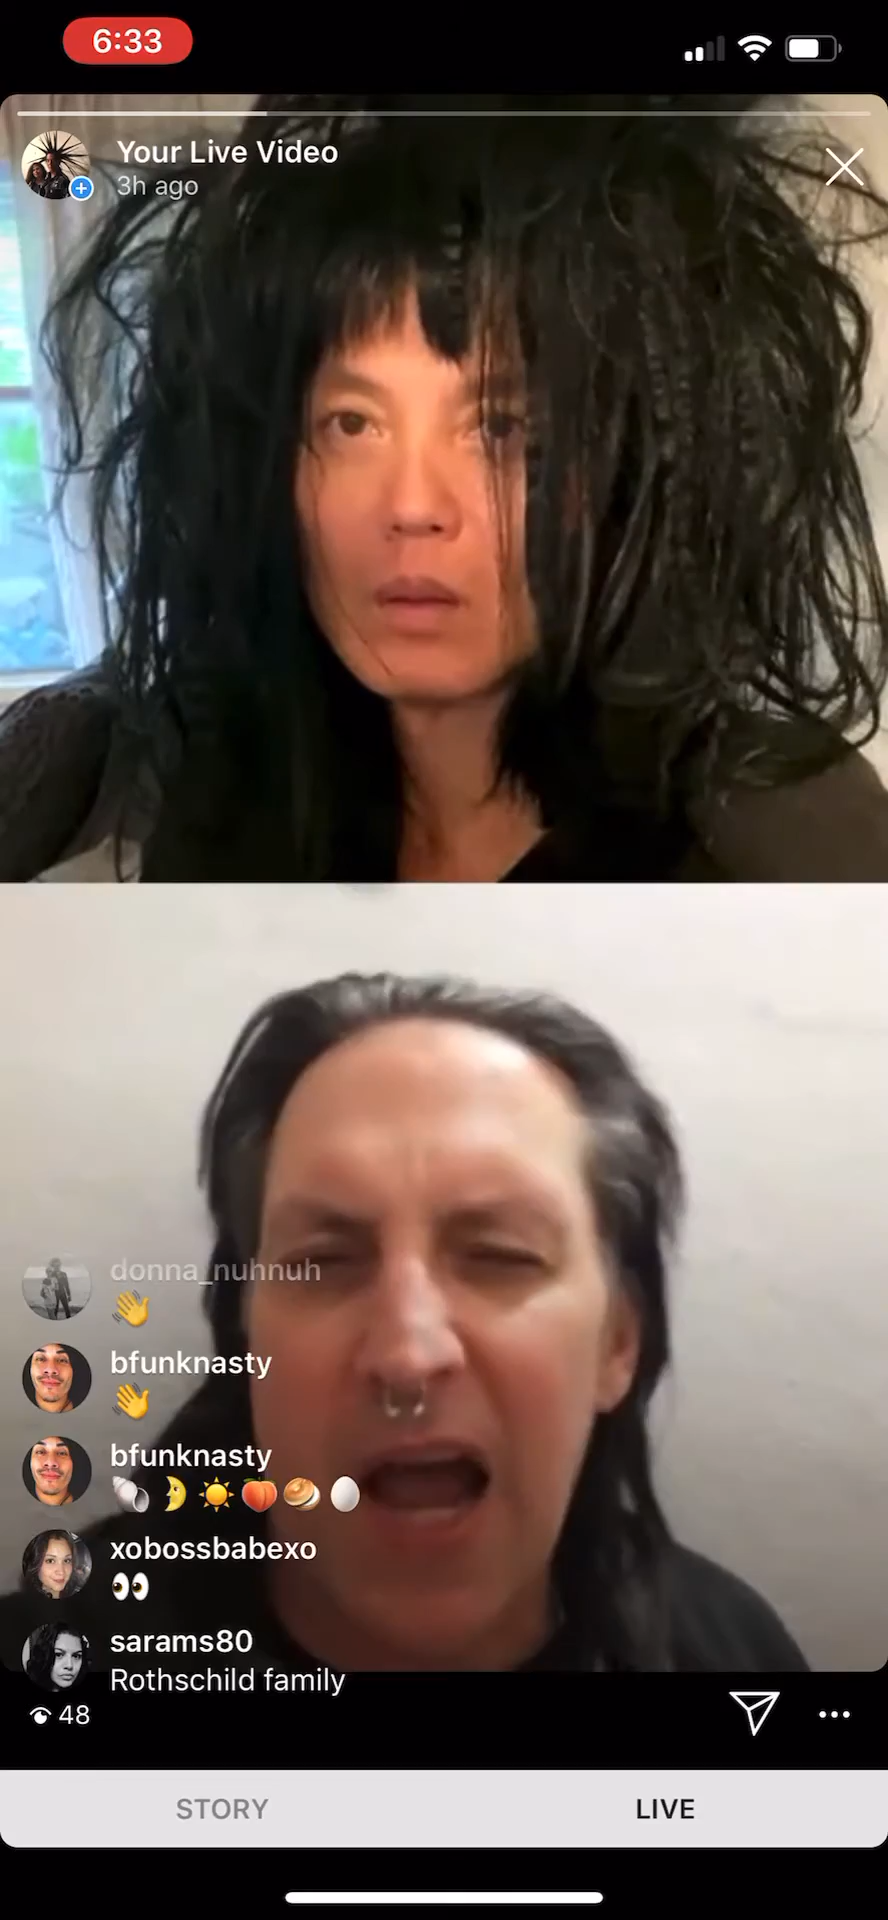 6:33
Your Live Video
3h ago
donna_nuhnuh
bfunknasty
bfunknasty
xobossbabexo
sarams80
Rothschild family
48
STORY
LIVE